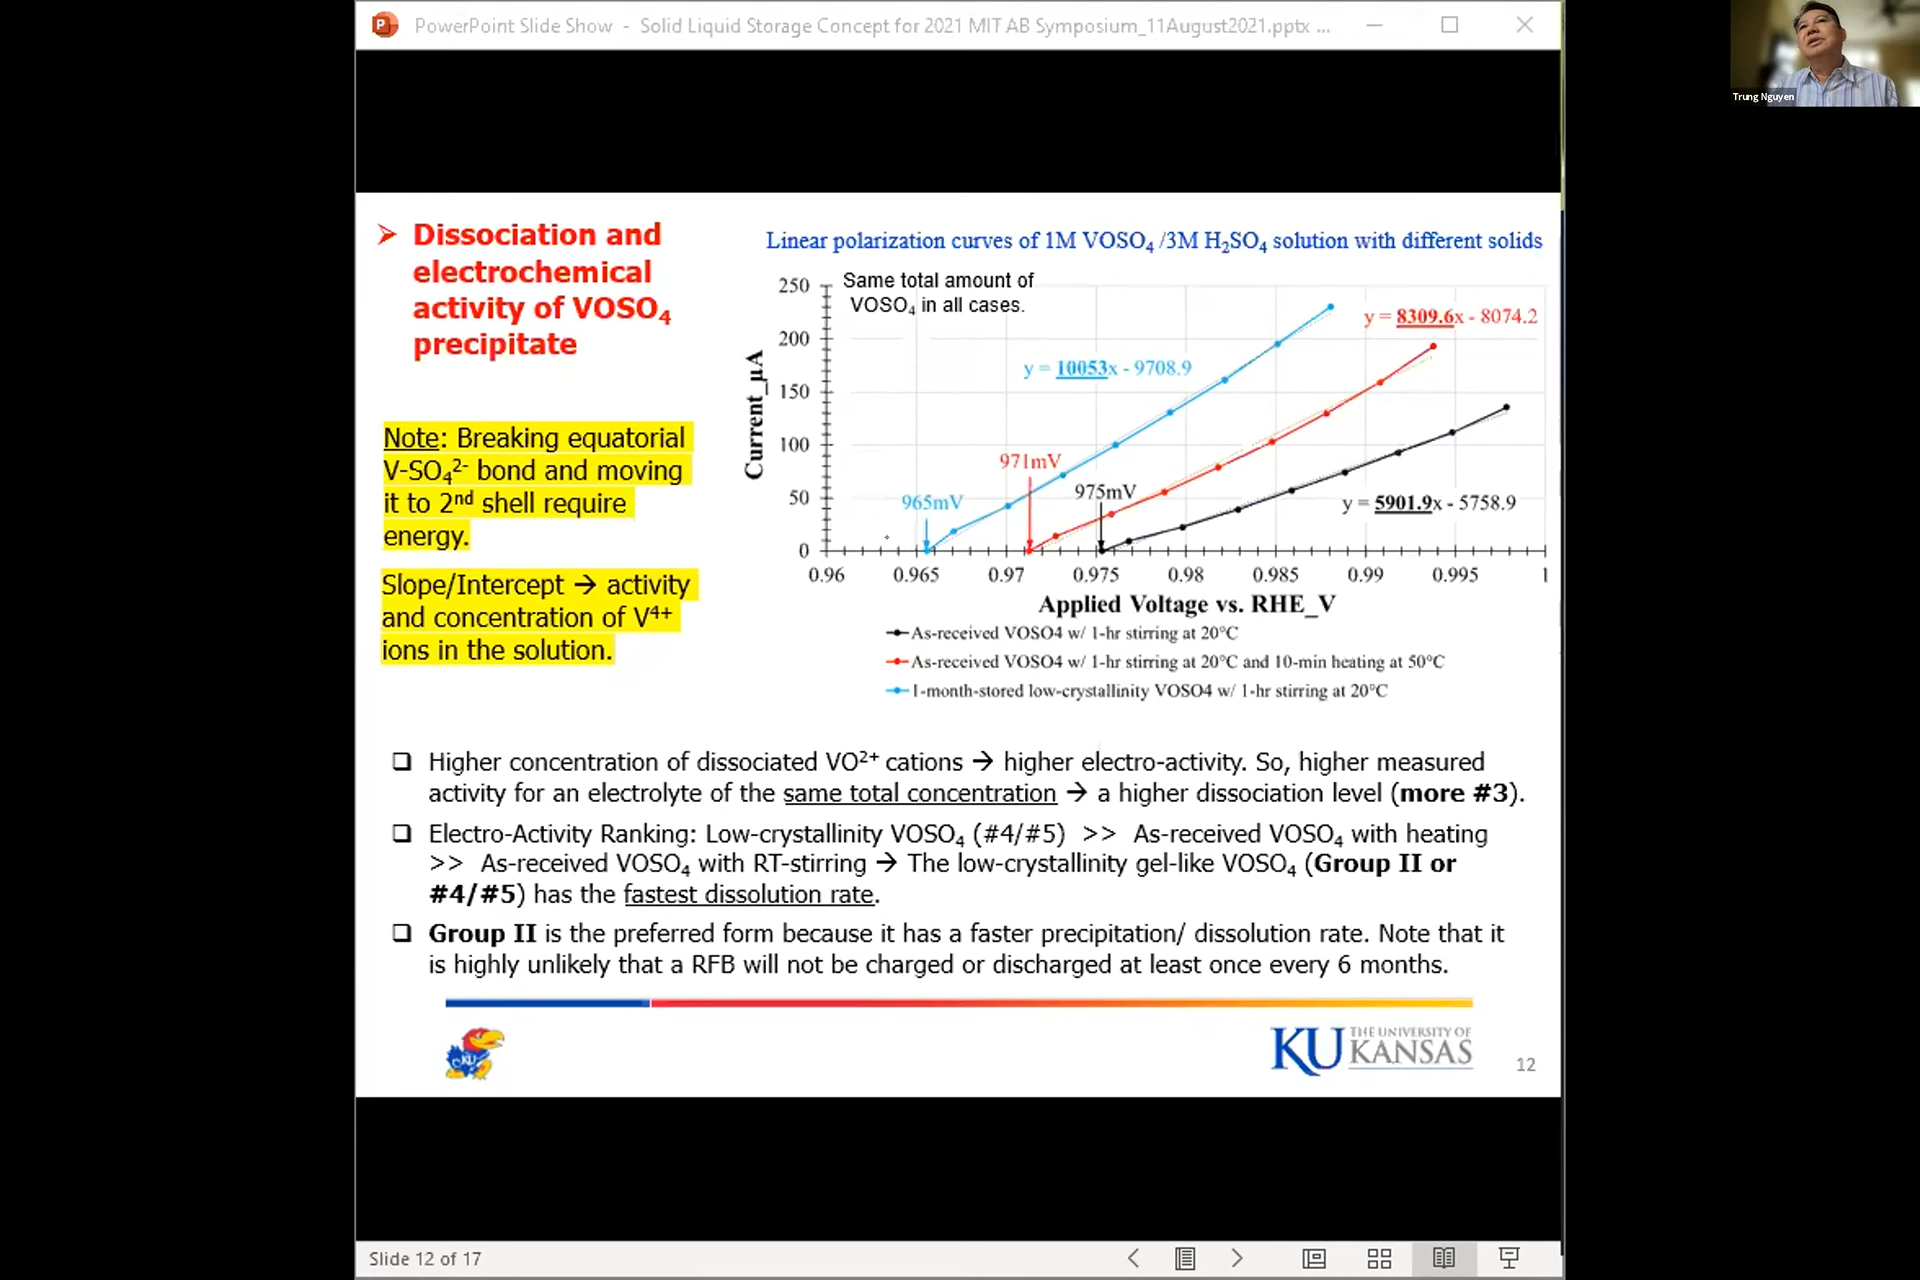 PowerPoint Slide Show - Solid Liquid Storage Concept for 2021 MIT AB Symposium_11August2021.pptx ...
Trung Nguyen
➢ Dissociation and
electrochemical
activity of VOSO₄
precipitate
Note: Breaking equatorial
V-SO₄²⁻ bond and moving
it to 2ⁿᵈ shell require
energy.
Slope/Intercept → activity
and concentration of V⁴⁺
ions in the solution.
Linear polarization curves of 1M VOSO₄ /3M H₂SO₄ solution with different solids
Same total amount of
VOSO₄ in all cases.
y = 8309.6x - 8074.2
y = 10053x - 9708.9
971mV
975mV
965mV
y = 5901.9x - 5758.9
Current_μA
250
200
150
100
50
0
0.96 0.965 0.97 0.975 0.98 0.985 0.99 0.995 1
Applied Voltage vs. RHE_V
As-received VOSO4 w/ 1-hr stirring at 20°C
As-received VOSO4 w/ 1-hr stirring at 20°C and 10-min heating at 50°C
1-month-stored low-crystallinity VOSO4 w/ 1-hr stirring at 20°C
❑ Higher concentration of dissociated VO²⁺ cations → higher electro-activity. So, higher measured
activity for an electrolyte of the same total concentration → a higher dissociation level (more #3).
❑ Electro-Activity Ranking: Low-crystallinity VOSO₄ (#4/#5) >> As-received VOSO₄ with heating
>> As-received VOSO₄ with RT-stirring → The low-crystallinity gel-like VOSO₄ (Group II or
#4/#5) has the fastest dissolution rate.
❑ Group II is the preferred form because it has a faster precipitation/ dissolution rate. Note that it
is highly unlikely that a RFB will not be charged or discharged at least once every 6 months.
KU
KU THE UNIVERSITY OF
KANSAS
12
Slide 12 of 17